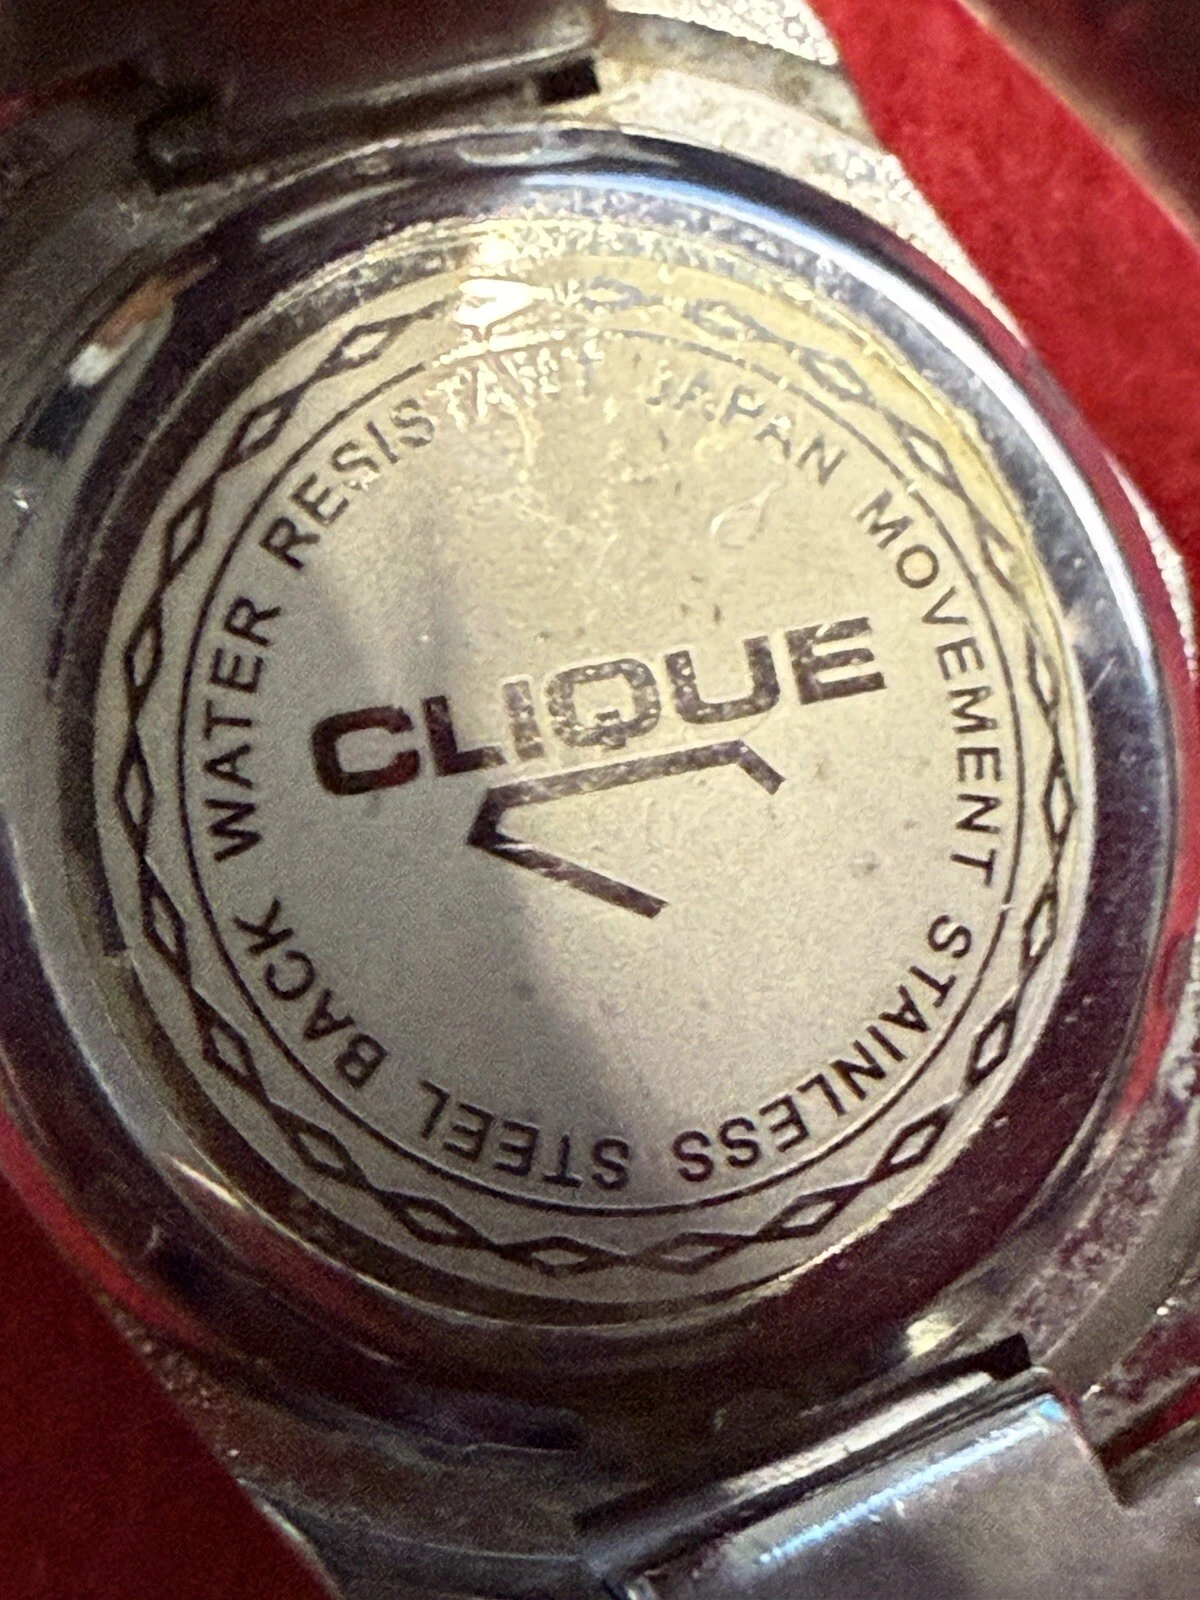 CLIQUE
WATER RESISTANT JAPAN MOVEMENT STAINLESS STEEL BACK